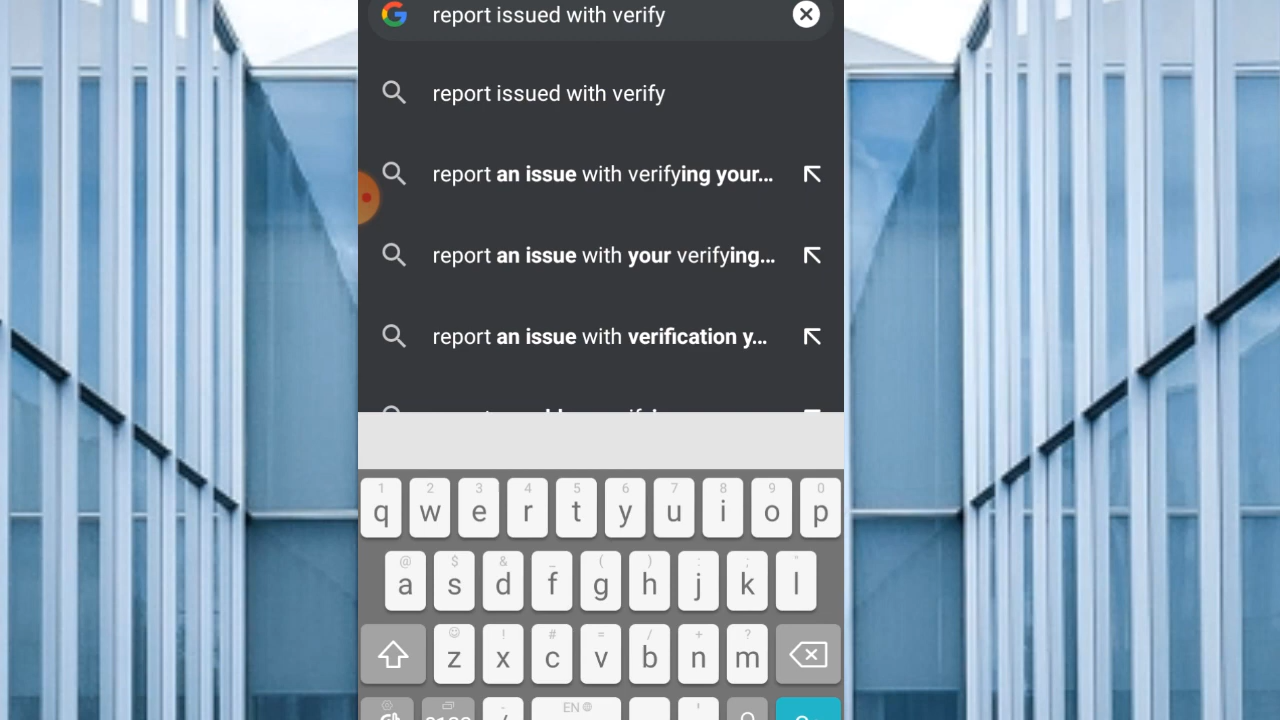 report issued with verify
report issued with verify
report an issue with verifying your...
report an issue with your verifying...
report an issue with verification y...
1 2 3 4 5 6 7 8 9 0
q w e r t y u i o p
@ $ & _ ( ) : ; "
a s d f g h j k l
! # = / + ?
z x c v b n m
- EN '